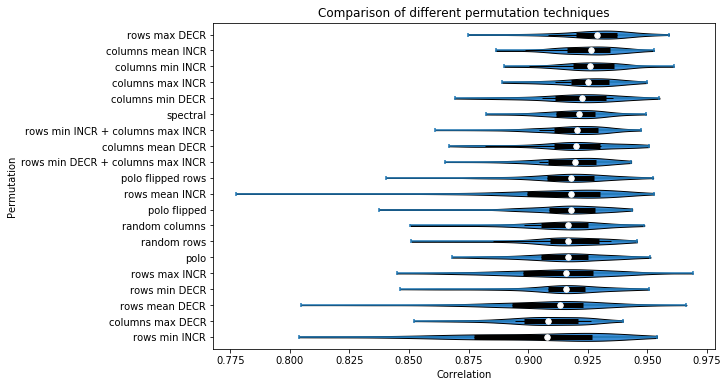 Comparison of different permutation techniques
Permutation
rows max DECR
columns mean INCR
columns min INCR
columns max INCR
columns min DECR
spectral
rows min INCR + columns max INCR
columns mean DECR
rows min DECR + columns max INCR
polo flipped rows
rows mean INCR
polo flipped
random columns
random rows
polo
rows max INCR
rows min DECR
rows mean DECR
columns max DECR
rows min INCR
0.775 0.800 0.825 0.850 0.875 0.900 0.925 0.950 0.975
Correlation